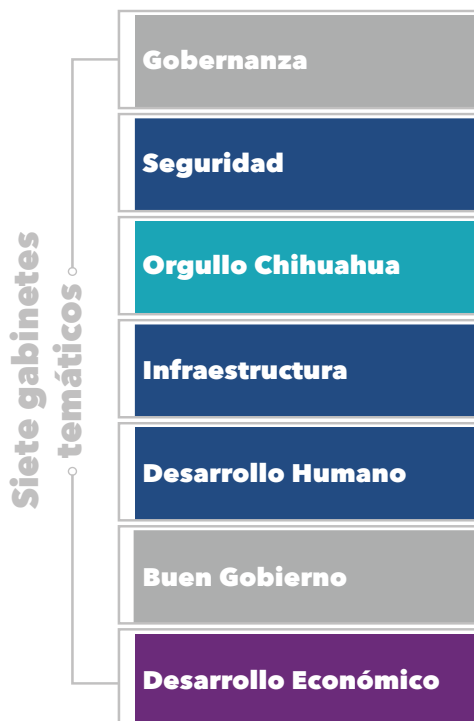 Siete gabinetes
temáticos
Gobernanza
Seguridad
Orgullo Chihuahua
Infraestructura
Desarrollo Humano
Buen Gobierno
Desarrollo Económico